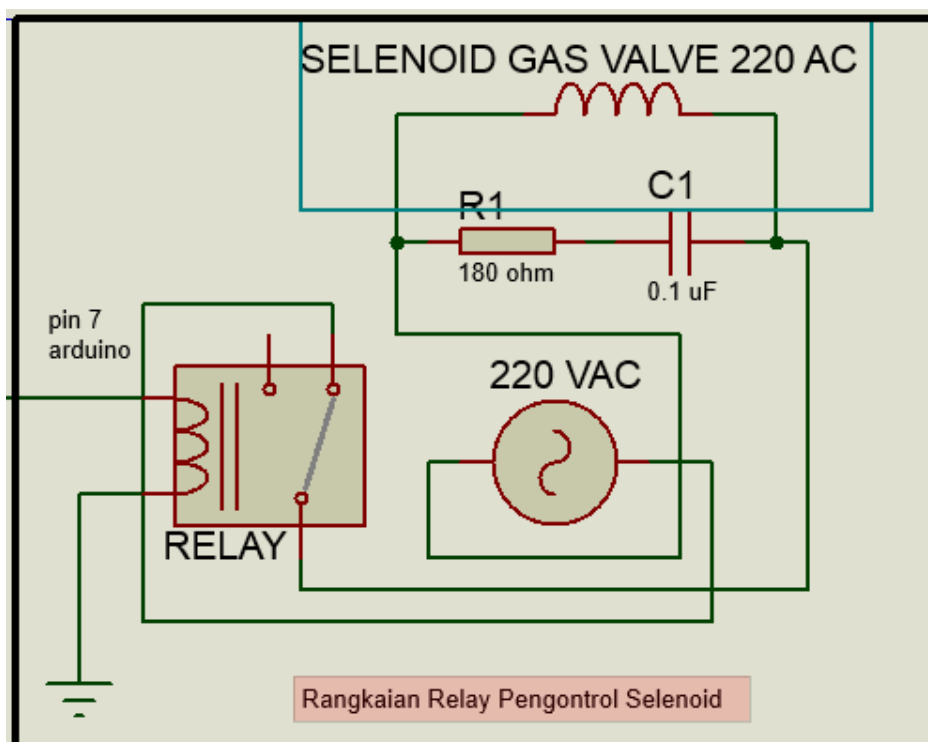 SELENOID GAS VALVE 220 AC
R1
C1
180 ohm
0.1 uF
pin 7
arduino
220 VAC
RELAY
Rangkaian Relay Pengontrol Selenoid